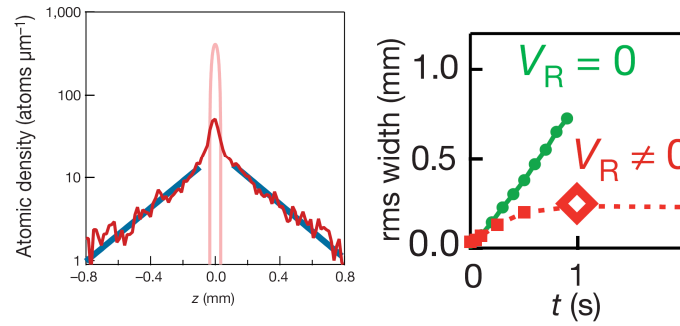 Atomic density (atoms μm⁻¹)
1,000
100
10
1
−0.8
−0.4
0.0
0.4
0.8
z (mm)
rms width (mm)
1.0
0.5
0.0
V_R = 0
V_R ≠ 0
0
1
t (s)